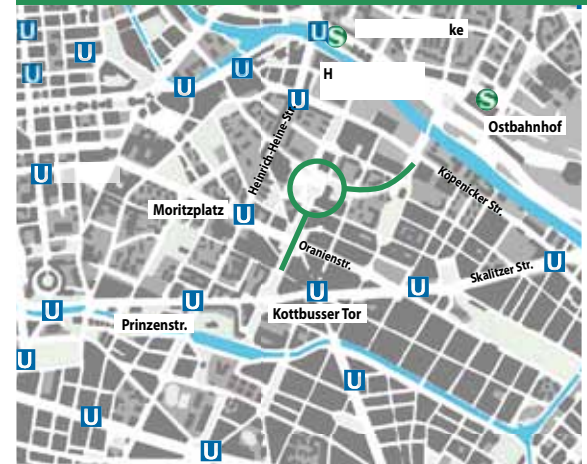 U
U
U
U
S
ke
U
U
U
H
U
S
Ostbahnhof
Heinrich-Heine-Str.
U
Köpenicker Str.
Moritzplatz
U
Oranienstr.
U
Skalitzer Str.
U
U
U
U
Prinzenstr.
Kottbusser Tor
U
U
U
U